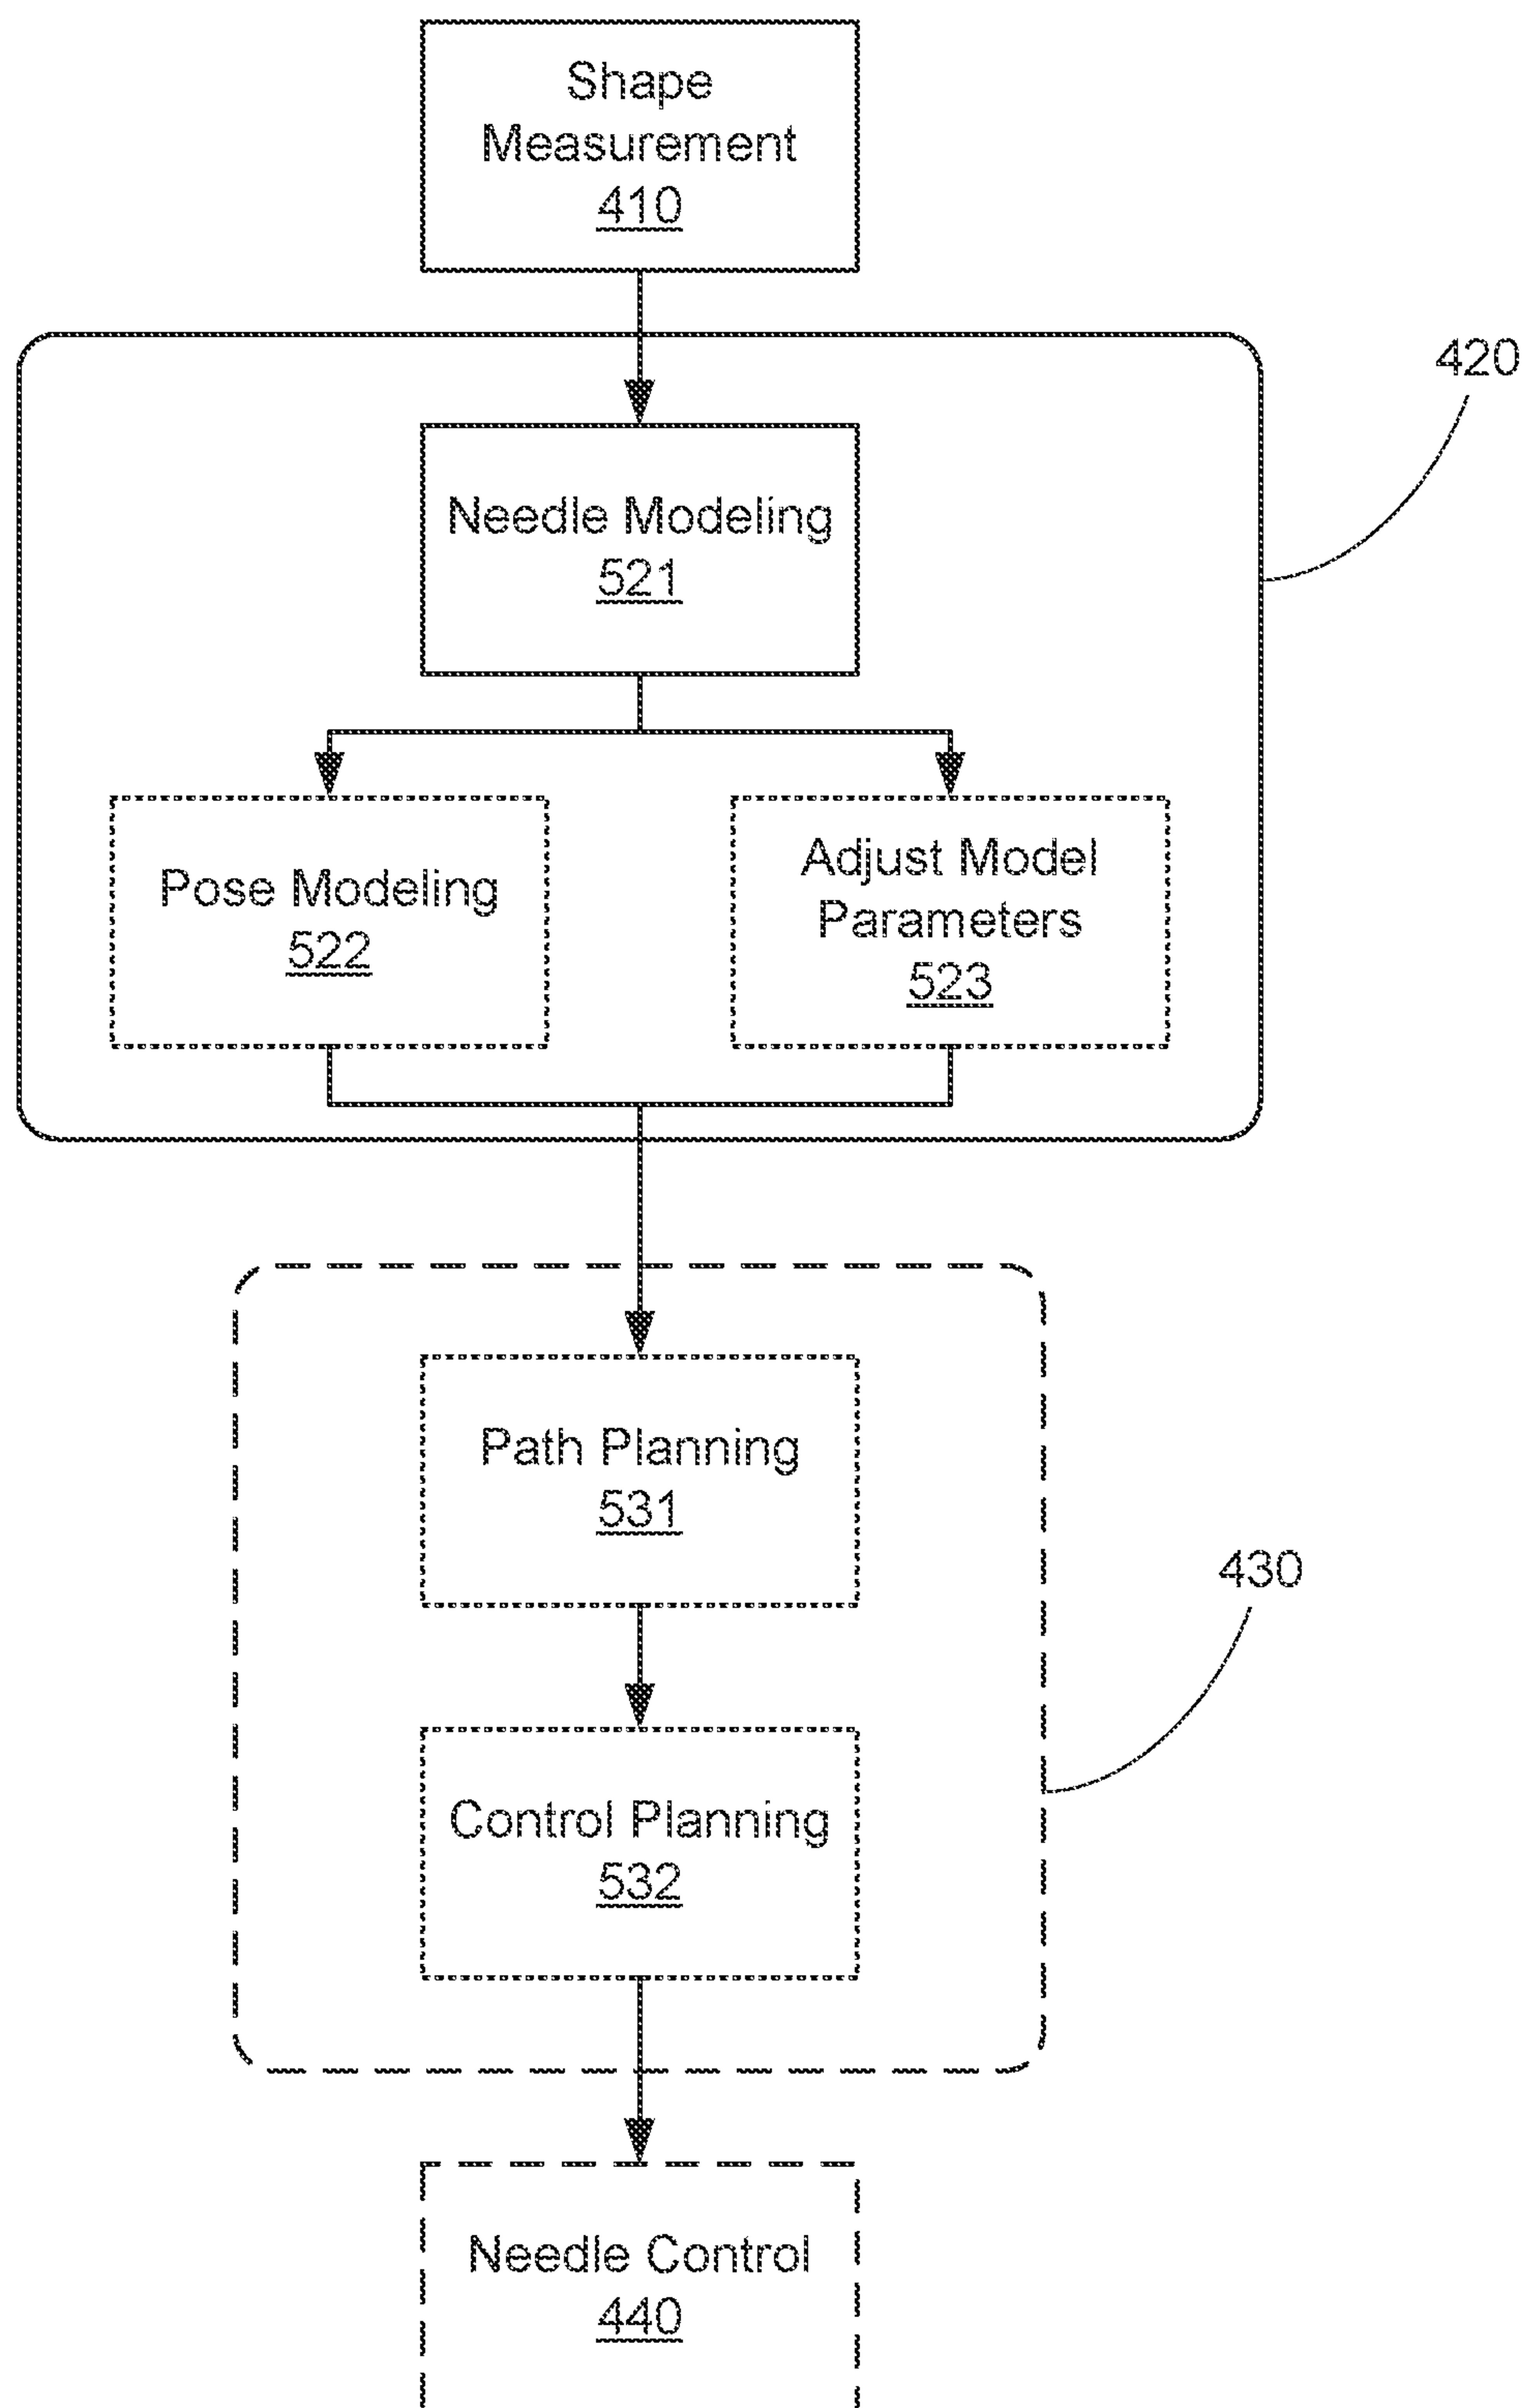 Shape
Measurement
410
420
Needle Modeling
521
Pose Modeling
522
Adjust Model
Parameters
523
Path Planning
531
430
Control Planning
532
Needle Control
440